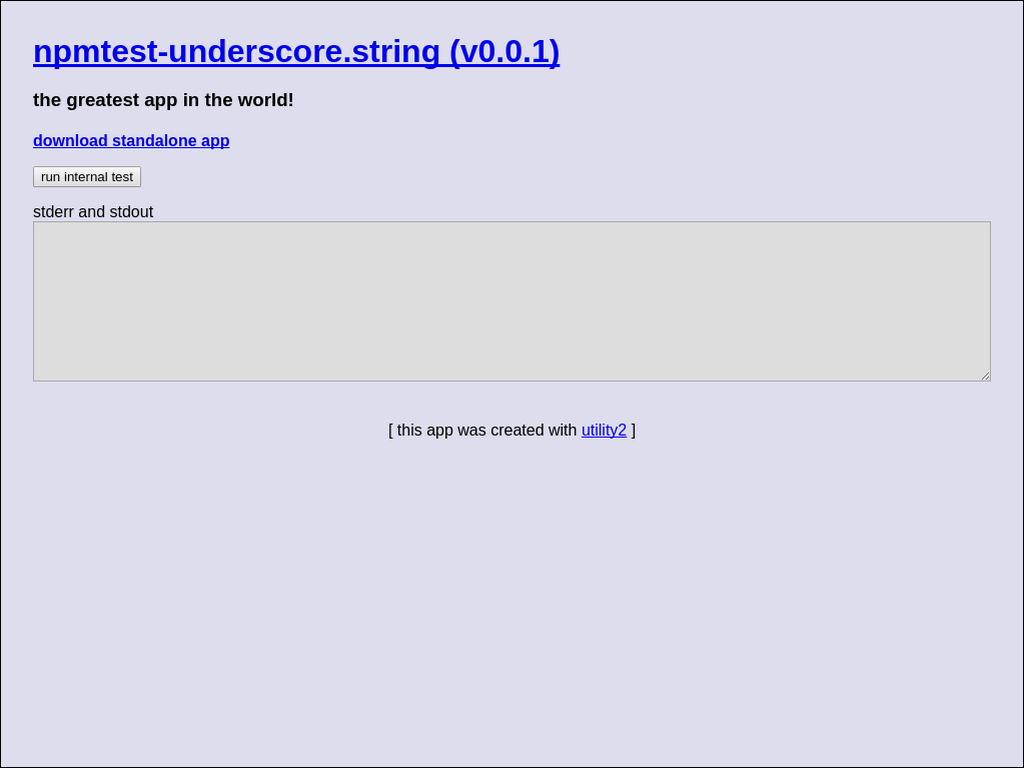 npmtest-underscore.string (v0.0.1)
the greatest app in the world!
download standalone app
run internal test
stderr and stdout
[ this app was created with utility2 ]